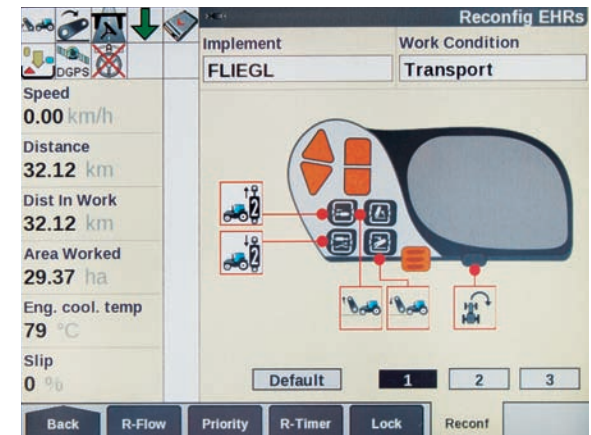 Reconfig EHRs
Implement
Work Condition
FLIEGL
Transport
DGPS
Speed
0.00 km/h
Distance
32.12 km
Dist In Work
32.12 km
Area Worked
29.37 ha
Eng. cool. temp
79 °C
Slip
0 %
2
2
Default
1
2
3
Back
R-Flow
Priority
R-Timer
Lock
Reconf